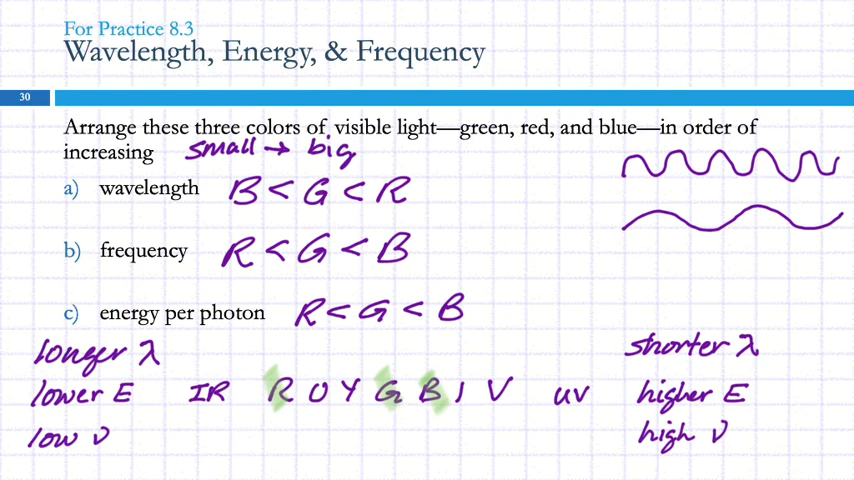 For Practice 8.3
Wavelength, Energy, & Frequency
30
Arrange these three colors of visible light—green, red, and blue—in order of
increasing small → big
a) wavelength B < G < R
b) frequency R < G < B
c) energy per photon R < G < B
longer λ shorter λ
lower E IR R O Y G B I V UV higher E
low ν high ν